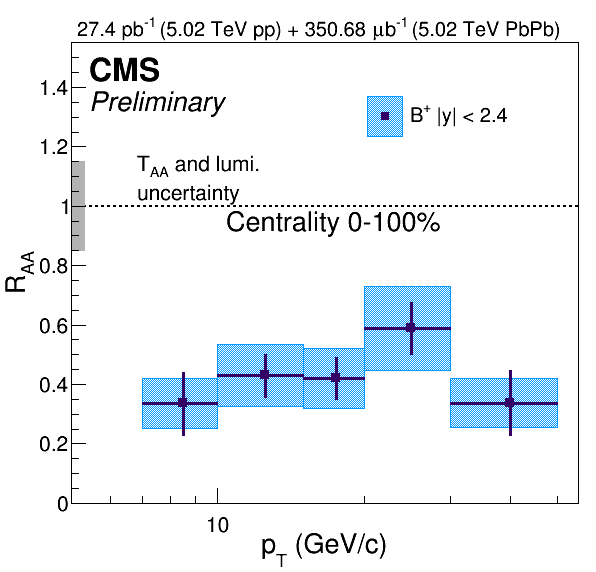 27.4 pb⁻¹ (5.02 TeV pp) + 350.68 μb⁻¹ (5.02 TeV PbPb)
CMS
Preliminary
B⁺ |y| < 2.4
T_AA and lumi.
uncertainty
Centrality 0-100%
R_AA
1.4
1.2
1
0.8
0.6
0.4
0.2
0
10
p_T (GeV/c)